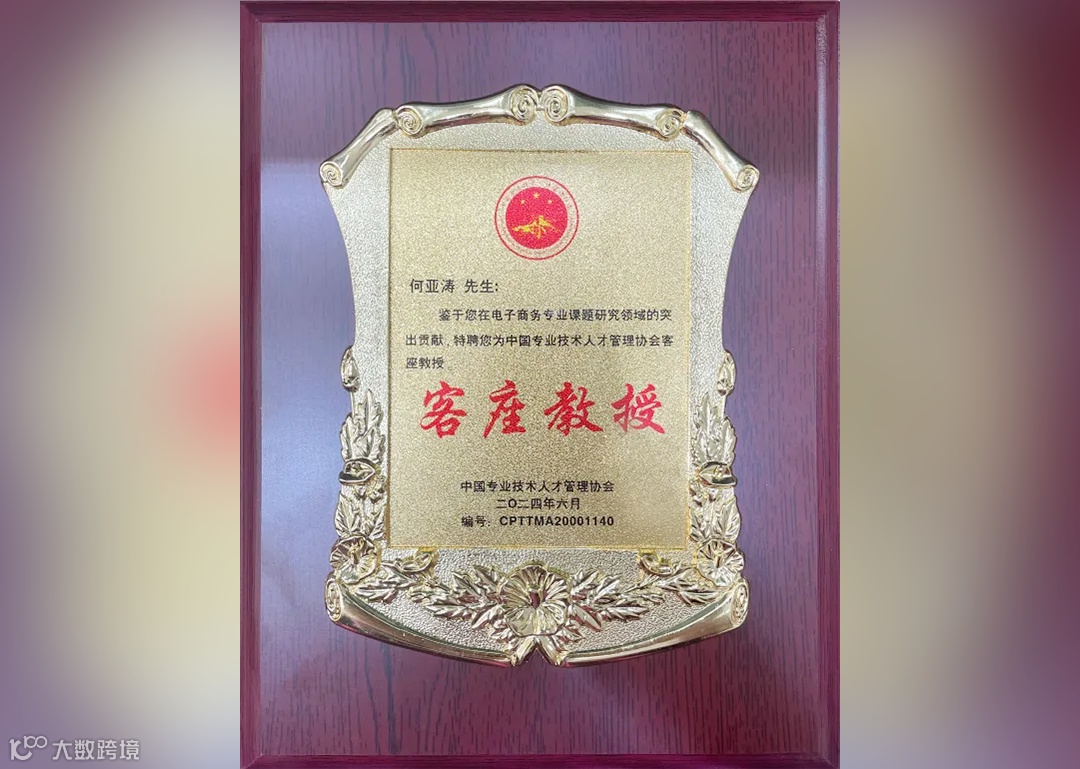 何亚涛 先生:
鉴于您在电子商务专业课题研究领域的突
出贡献,特聘您为中国专业技术人才管理协会客
座教授
客座教授
中国专业技术人才管理协会
二〇二四年六月
编号: CPTTMA20001140
大数跨境